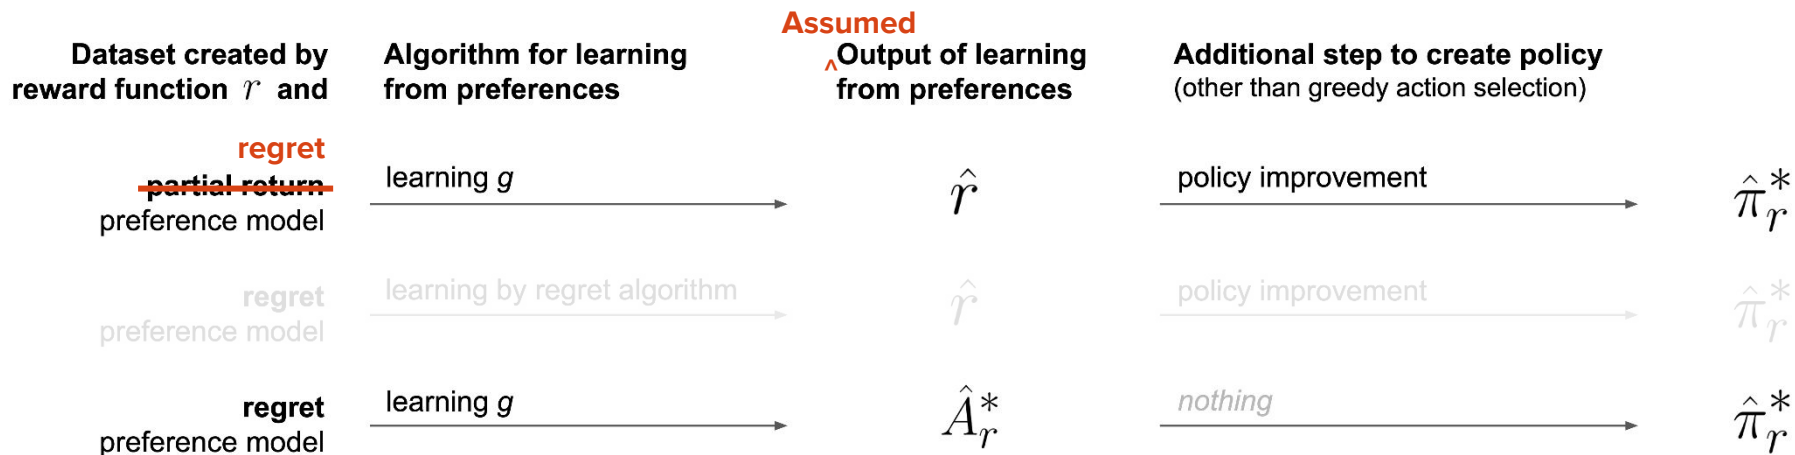 Assumed
Dataset created by
reward function r and
Algorithm for learning
from preferences
^Output of learning
from preferences
Additional step to create policy
(other than greedy action selection)
regret
partial return
preference model
learning g
r̂
policy improvement
π̂*r
regret
preference model
learning by regret algorithm
r̂
policy improvement
π̂*r
regret
preference model
learning g
Â*r
nothing
π̂*r